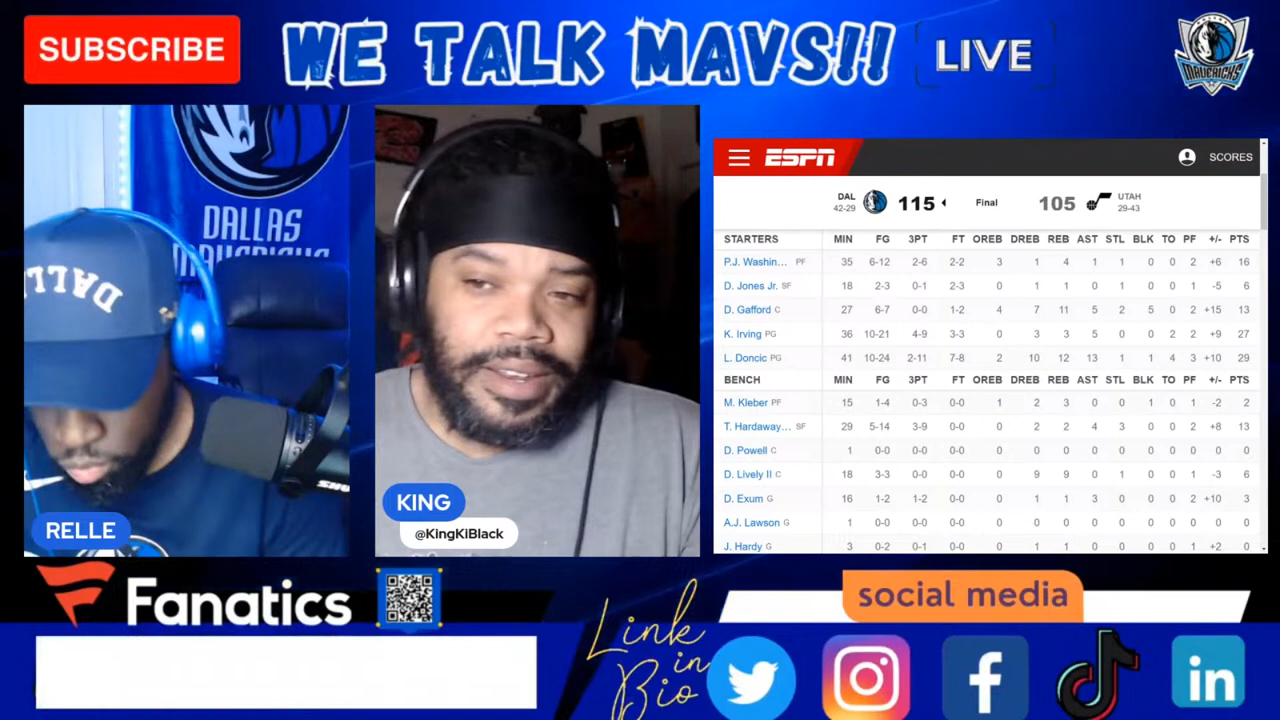 SUBSCRIBE
WE TALK MAVS!!
LIVE
MAVERICKS
DALLAS
MAVERICKS
DALL
RELLE
KING
@KingKiBlack
ESPN
SCORES
DAL
42-29
115
Final
105
UTAH
29-43
STARTERS MIN FG 3PT FT OREB DREB REB AST STL BLK TO PF +/- PTS
P.J. Washin... PF 35 6-12 2-6 2-2 3 1 4 1 1 0 0 2 +6 16
D. Jones Jr. SF 18 2-3 0-1 2-3 0 1 1 0 1 0 0 1 -5 6
D. Gafford C 27 6-7 0-0 1-2 4 7 11 5 2 5 0 2 +15 13
K. Irving PG 36 10-21 4-9 3-3 0 3 3 5 0 0 2 2 +9 27
L. Doncic PG 41 10-24 2-11 7-8 2 10 12 13 1 1 4 3 +10 29
BENCH MIN FG 3PT FT OREB DREB REB AST STL BLK TO PF +/- PTS
M. Kleber PF 15 1-4 0-3 0-0 1 2 3 0 0 1 0 1 -2 2
T. Hardaway... SF 29 5-14 3-9 0-0 0 2 2 4 3 0 0 2 +8 13
D. Powell C 1 0-0 0-0 0-0 0 0 0 0 0 0 0 0 0 0
D. Lively II C 18 3-3 0-0 0-0 0 9 9 0 1 0 1 1 -3 6
D. Exum G 16 1-2 1-2 0-0 0 1 1 3 0 0 0 2 +10 3
A.J. Lawson G 1 0-0 0-0 0-0 0 0 0 0 0 0 0 0 0 0
J. Hardy G 3 0-2 0-1 0-0 0 1 1 0 0 0 0 1 +2 0
Fanatics
Link
in
Bio
social media
in